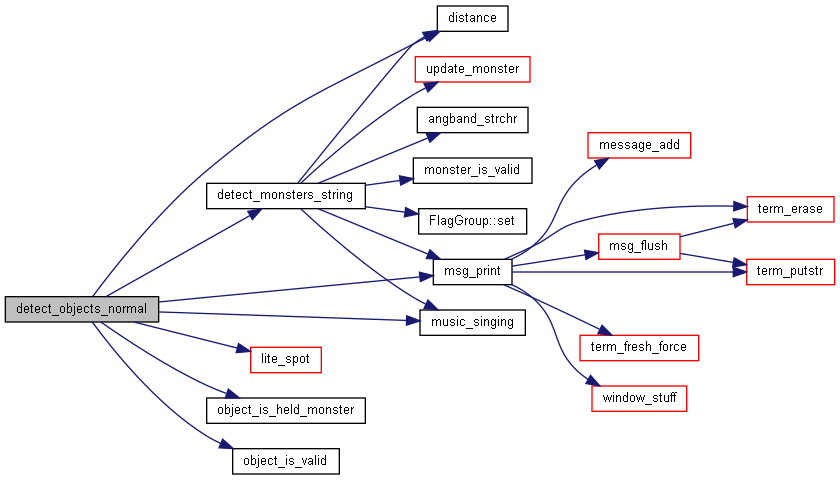 distance
update_monster
angband_strchr
message_add
monster_is_valid
detect_monsters_string
term_erase
FlagGroup::set
msg_flush
msg_print
term_putstr
detect_objects_normal
music_singing
term_fresh_force
lite_spot
window_stuff
object_is_held_monster
object_is_valid